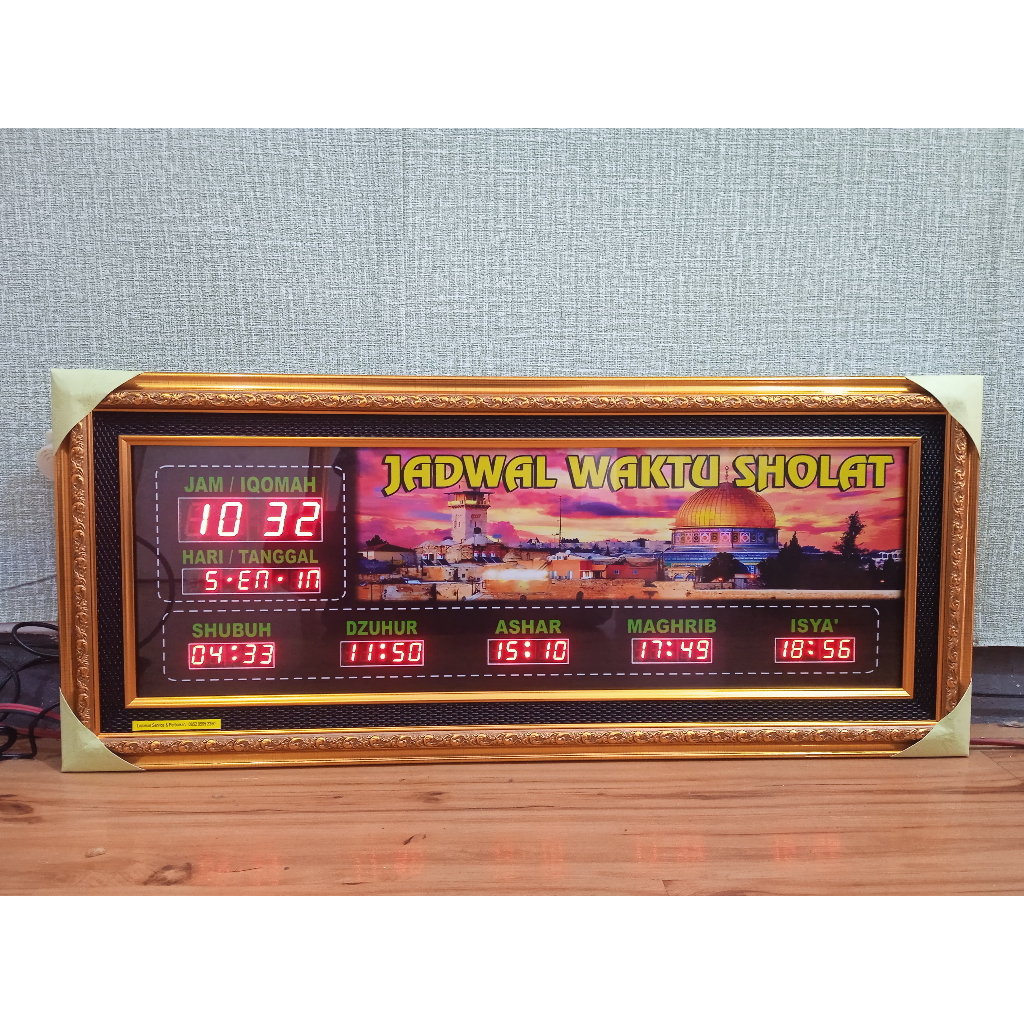 JADWAL WAKTU SHOLAT
JAM / IQOMAH
10 32
HARI / TANGGAL
S·En·In
SHUBUH DZUHUR ASHAR MAGHRIB ISYA'
04:33 11:50 15:10 17:49 18:56